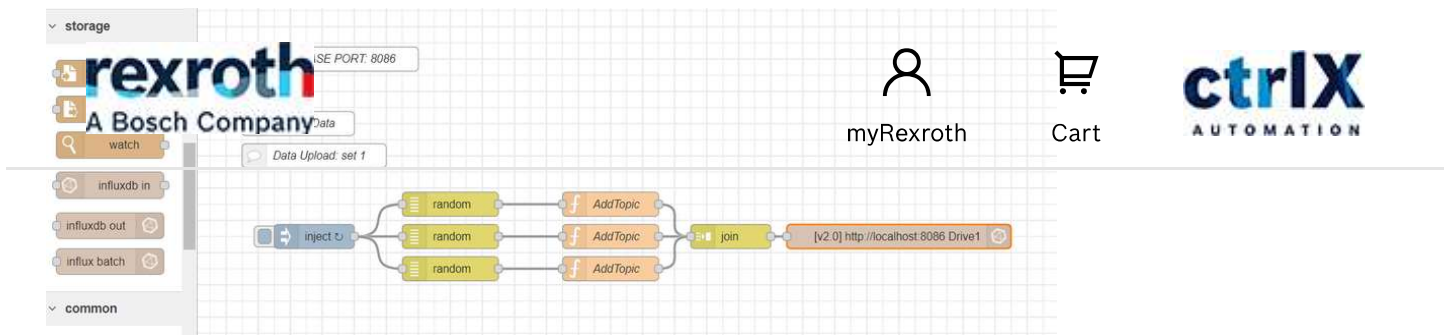 storage
ASE PORT: 8086
rexroth
A Bosch Company
Data
watch
Data Upload: set 1
myRexroth
Cart
ctrlX
AUTOMATION
influxdb in
influxdb out
influx batch
common
inject ↻
random
AddTopic
random
AddTopic
join
[v2.0] http://localhost:8086 Drive1
random
AddTopic